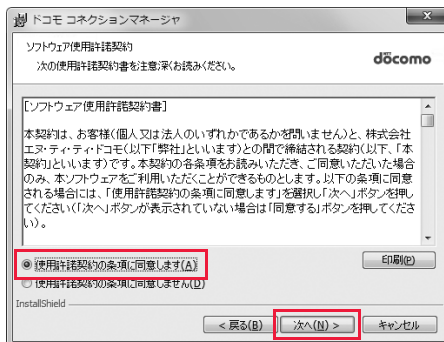 ドコモ コネクションマネージャ
ソフトウェア使用許諾契約
次の使用許諾契約書を注意深くお読みください。
döcomo
[ソフトウェア使用許諾契約書]
本契約は、お客様(個人又は法人のいずれかであるかを問いません)と、株式会社
エヌ・ティ・ティ・ドコモ(以下「弊社」といいます)との間で締結される契約(以下、「本
契約」といいます)です。本契約の各条項をお読みいただき、ご同意いただいた場合
のみ、本ソフトウェアをご利用いただくことができるものとします。以下の条項に同意
される場合には、「使用許諾契約の条項に同意します」を選択し「次へ」ボタンを押し
てください(「次へ」ボタンが表示されていない場合は「同意する」ボタンを押してくださ
い)。
使用許諾契約の条項に同意します(A)
印刷(P)
使用許諾契約の条項に同意しません(D)
InstallShield
< 戻る(B)
次へ(N) >
キャンセル